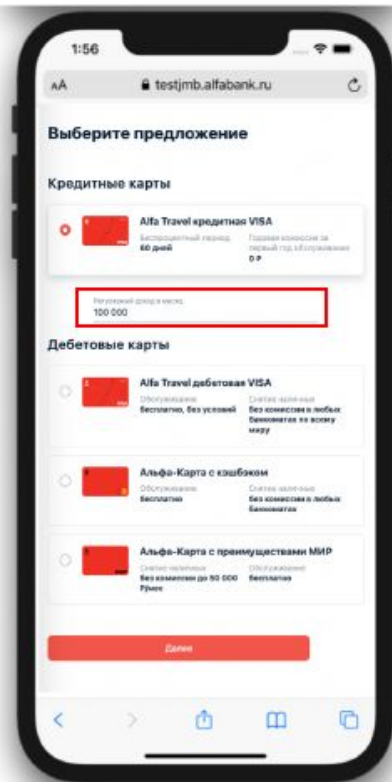 1:56
AA
testjmb.alfabank.ru
Выберите предложение
Кредитные карты
Alfa Travel кредитная VISA
Беспроцентный период
60 дней
Годовая комиссия за
первый год обслуживания
0 ₽
Регулярный доход в месяц
100 000
Дебетовые карты
Alfa Travel дебетовая VISA
Обслуживание
бесплатно, без условий
Снятие наличных
без комиссии в любых
банкоматах по всему
миру
Альфа-Карта с кэшбэком
Обслуживание
бесплатно
Снятие наличных
без комиссии в любых
банкоматах
Альфа-Карта с преимуществами МИР
Снятие наличных
без комиссии до 50 000
₽/мес
Обслуживание
бесплатно
Далее